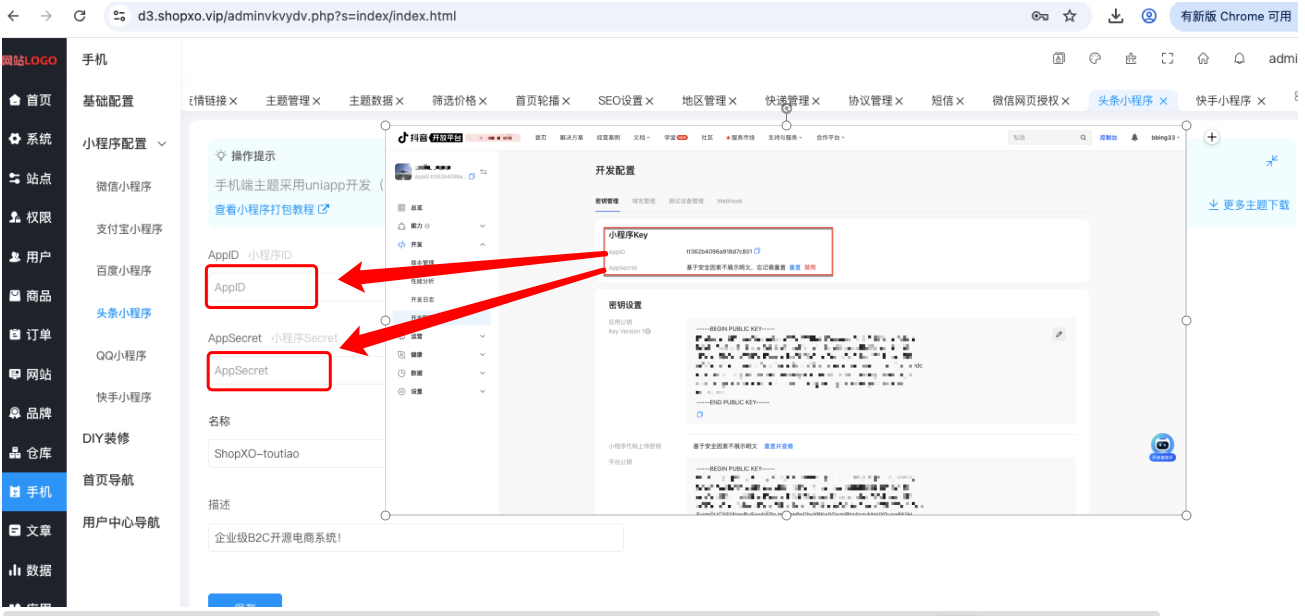 d3.shopxo.vip/adminvkvydv.php?s=index/index.html
有新版 Chrome 可用
网站LOGO
手机
admi
首页
系统
站点
权限
用户
商品
订单
网站
品牌
仓库
手机
文章
数据
基础配置
小程序配置
微信小程序
支付宝小程序
百度小程序
头条小程序
QQ小程序
快手小程序
DIY装修
首页导航
用户中心导航
情链接× 主题管理× 主题数据× 筛选价格× 首页轮播× SEO设置× 地区管理× 快递管理× 协议管理× 短信× 微信网页授权× 头条小程序× 快手小程序×
操作提示
手机端主题采用uniapp开发（
查看小程序打包教程
更多主题下载
AppID 小程序ID
AppID
AppSecret 小程序Secret
AppSecret
名称
ShopXO-toutiao
描述
企业级B2C开源电商系统！
抖音 开放平台
首页 解决方案 经营案例 文档 学堂 社区 服务市场 支持与服务 合作平台
私信 控制台 bbing33
总览
能力
开发
版本管理
性能分析
开发日志
运营
健康
数据
设置
开发配置
密钥管理 域名管理 测试设备管理 Webhook
小程序Key
AppID tt362b4096a918d7c801
AppSecret 基于安全因素不展示明文，忘记需重置 重置 禁用
密钥设置
应用公钥
Key Version 1
-----BEGIN PUBLIC KEY-----
-----END PUBLIC KEY-----
小程序代码上传密钥 基于安全因素不展示明文 重置并查看
平台公钥
-----BEGIN PUBLIC KEY-----